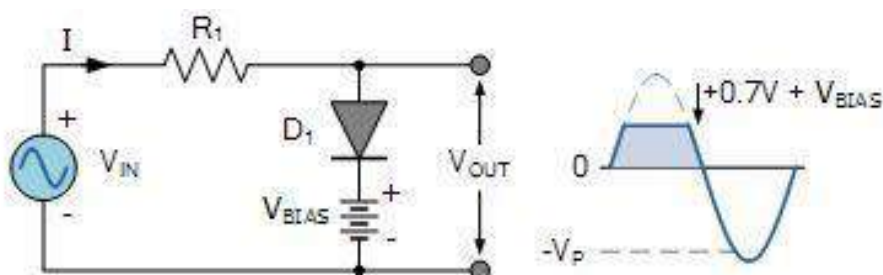 I
R₁
+
V_IN
-
D₁
V_BIAS
+
-
V_OUT
+0.7V + V_BIAS
0
-V_P